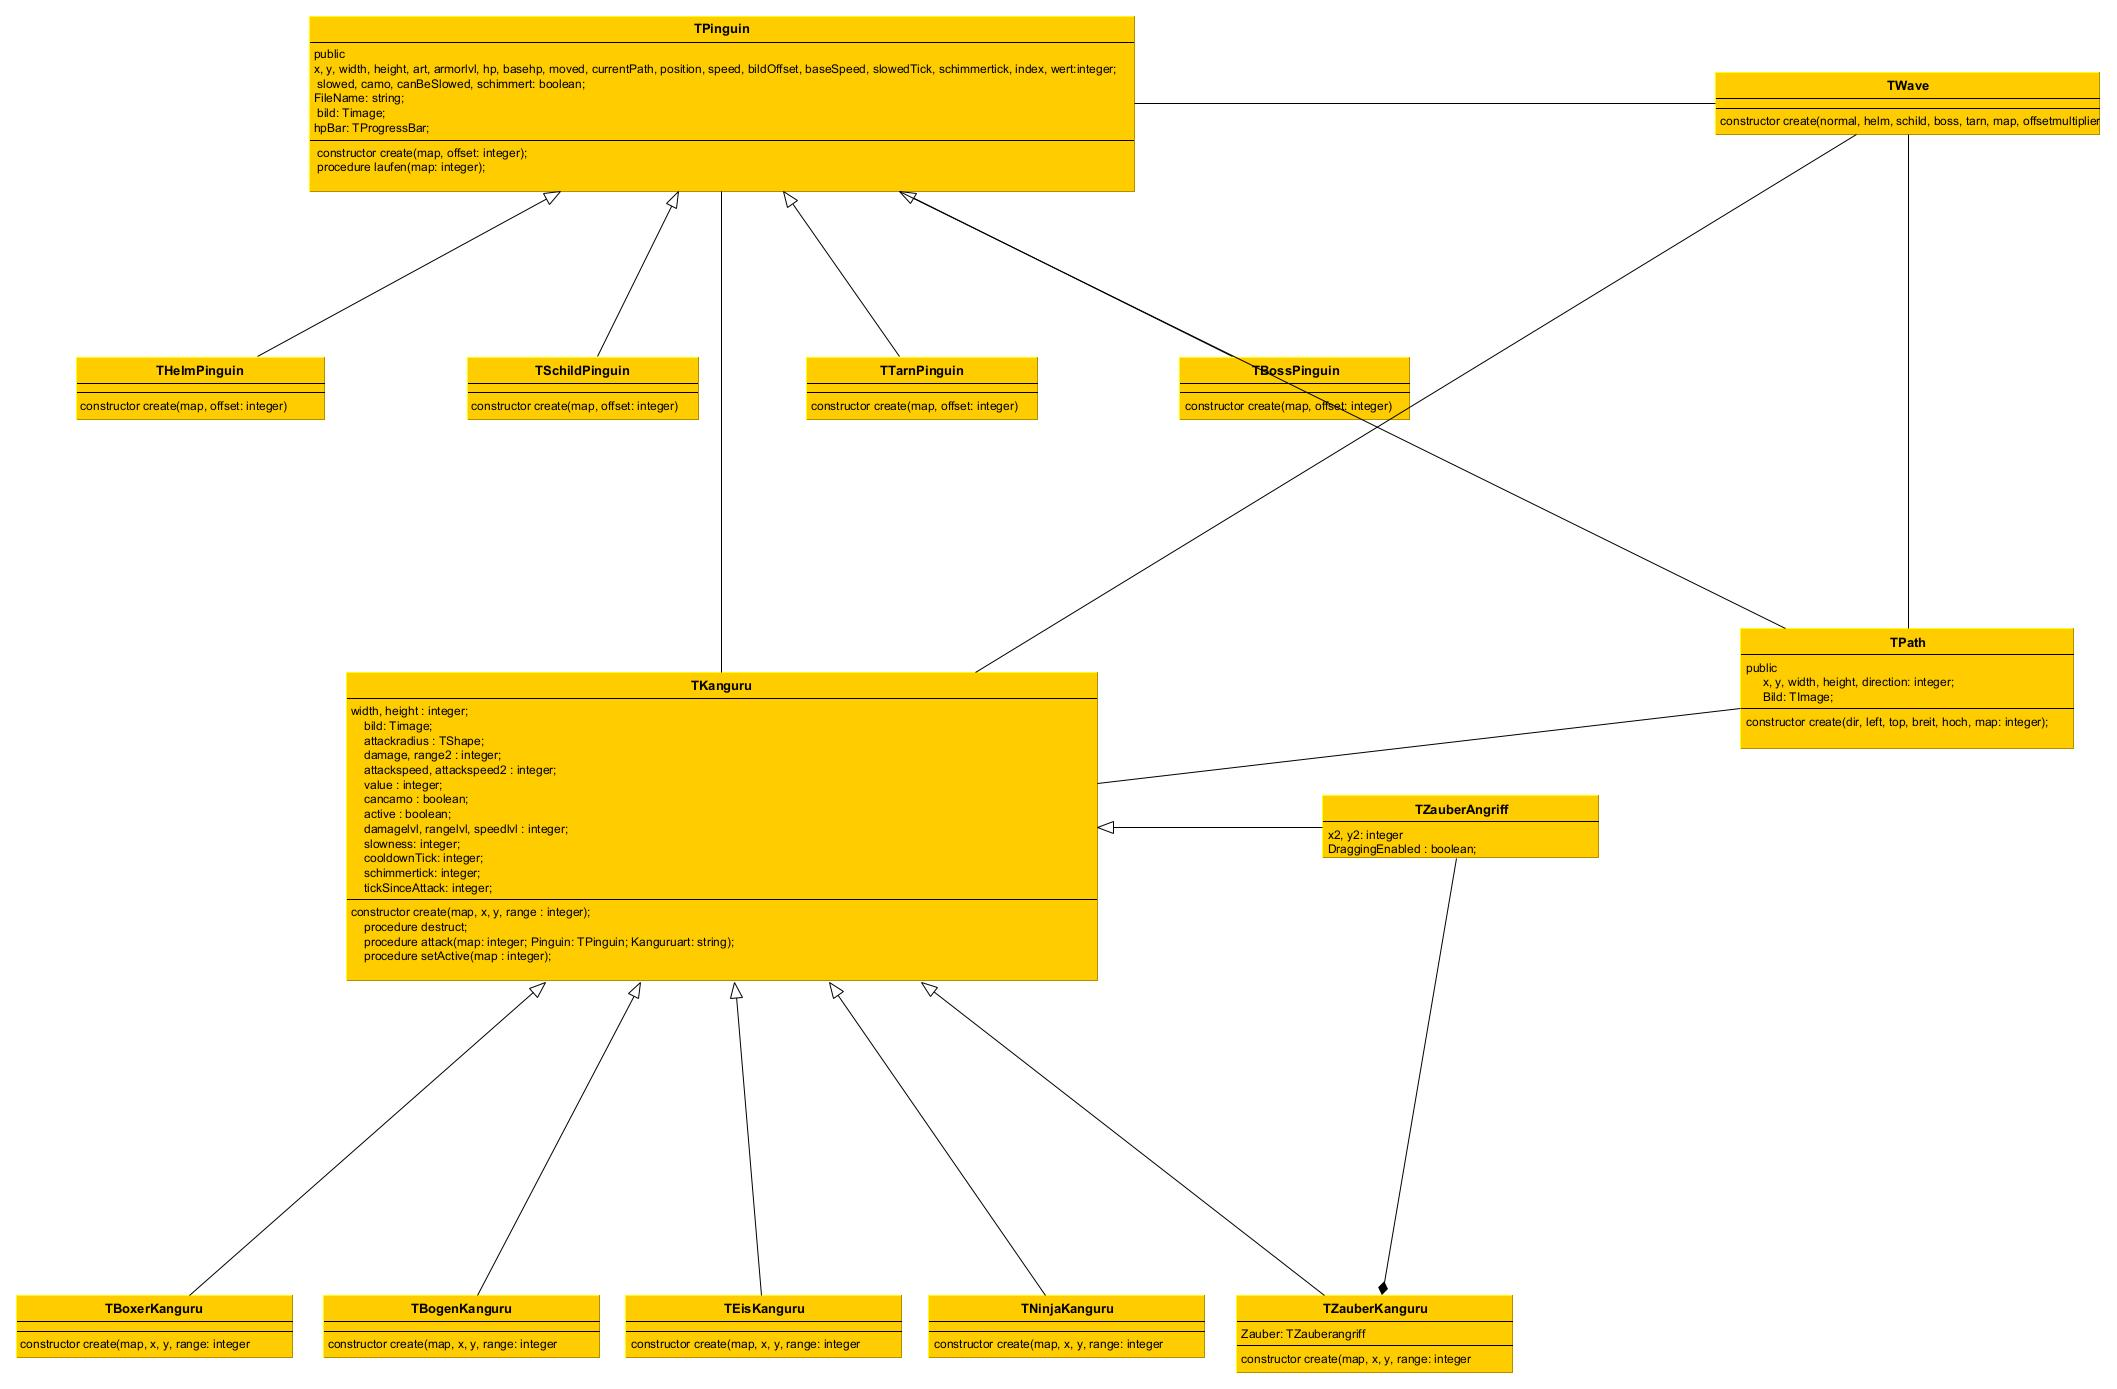 TPinguin
public
x, y, width, height, art, armorlvl, hp, basehp, moved, currentPath, position, speed, bildOffset, baseSpeed, slowedTick, schimmertick, index, wert:integer;
slowed, camo, canBeSlowed, schimmert: boolean;
FileName: string;
bild: Timage;
hpBar: TProgressBar;
constructor create(map, offset: integer);
procedure laufen(map: integer);
TWave
constructor create(normal, helm, schild, boss, tarn, map, offsetmultiplier
THelmPinguin
constructor create(map, offset: integer)
TSchildPinguin
constructor create(map, offset: integer)
TTarnPinguin
constructor create(map, offset: integer)
TBossPinguin
constructor create(map, offset: integer)
TPath
public
x, y, width, height, direction: integer;
Bild: TImage;
constructor create(dir, left, top, breit, hoch, map: integer);
TKanguru
width, height : integer;
bild: Timage;
attackradius : TShape;
damage, range2 : integer;
attackspeed, attackspeed2 : integer;
value : integer;
cancamo : boolean;
active : boolean;
damagelvl, rangelvl, speedlvl : integer;
slowness: integer;
cooldownTick: integer;
schimmertick: integer;
tickSinceAttack: integer;
constructor create(map, x, y, range : integer);
procedure destruct;
procedure attack(map: integer; Pinguin: TPinguin; Kanguruart: string);
procedure setActive(map : integer);
TZauberAngriff
x2, y2: integer
DraggingEnabled : boolean;
TBoxerKanguru
constructor create(map, x, y, range: integer
TBogenKanguru
constructor create(map, x, y, range: integer
TEisKanguru
constructor create(map, x, y, range: integer
TNinjaKanguru
constructor create(map, x, y, range: integer
TZauberKanguru
Zauber: TZauberangriff
constructor create(map, x, y, range: integer